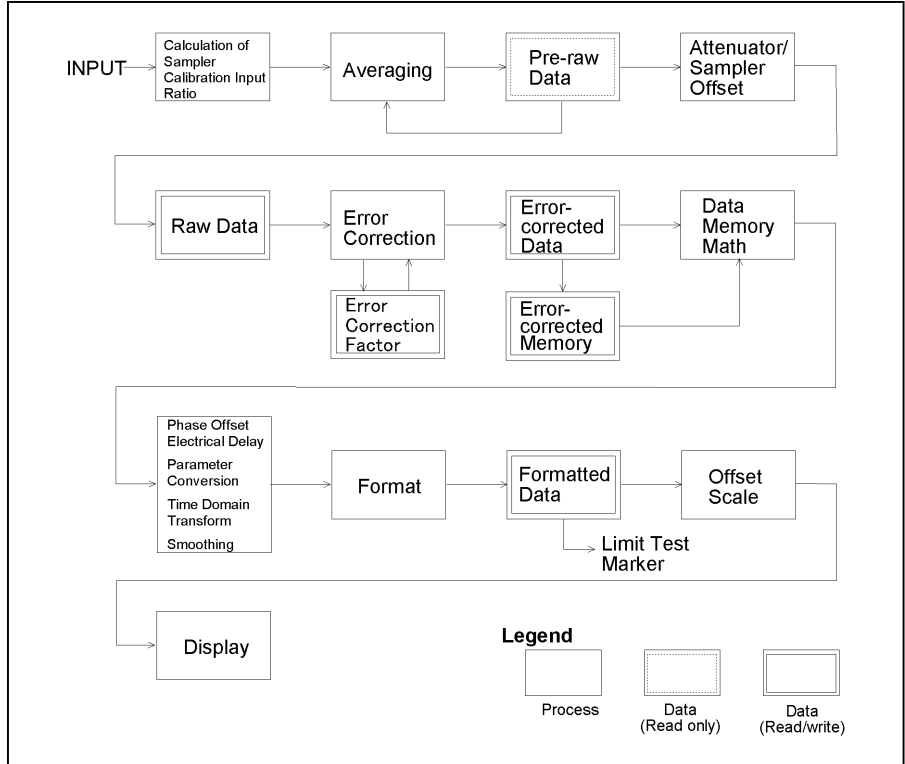 INPUT
Calculation of
Sampler
Calibration Input
Ratio
Averaging
Pre-raw
Data
Attenuator/
Sampler
Offset
Raw Data
Error
Correction
Error-
corrected
Data
Data
Memory
Math
Error
Correction
Factor
Error-
corrected
Memory
Phase Offset
Electrical Delay
Parameter
Conversion
Time Domain
Transform
Smoothing
Format
Formatted
Data
Offset
Scale
Limit Test
Marker
Display
Legend
Process
Data
(Read only)
Data
(Read/write)